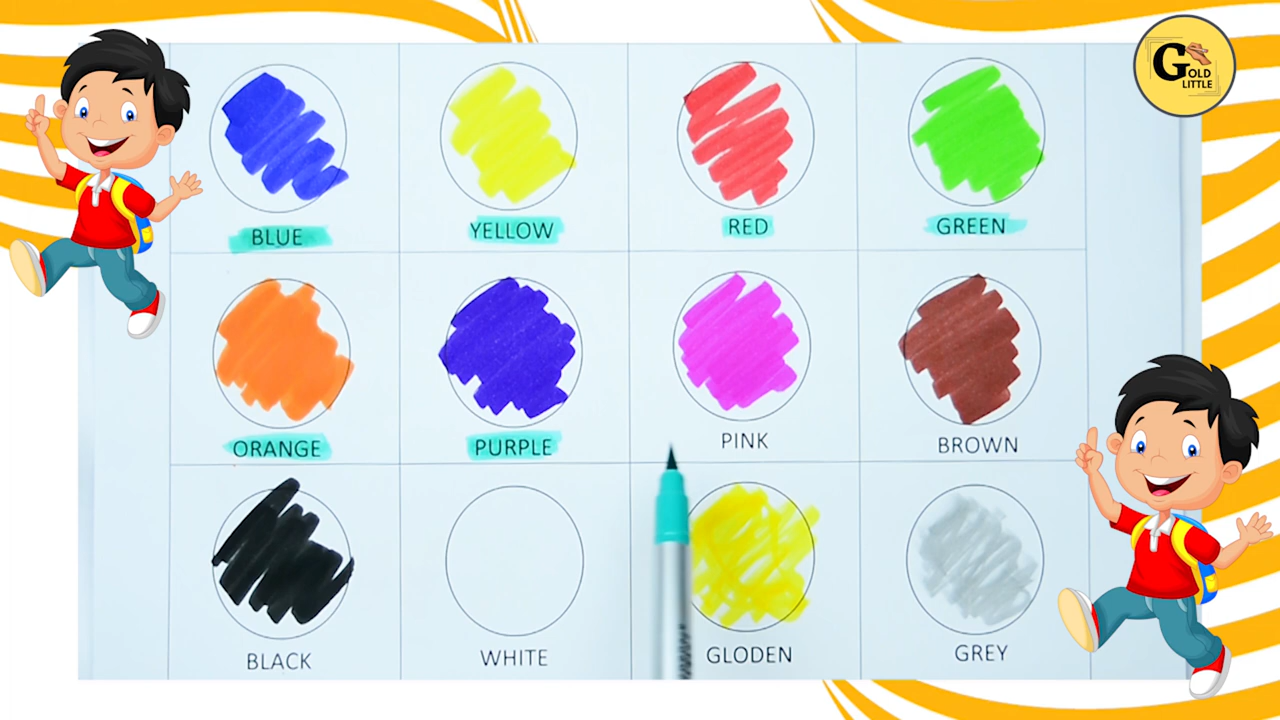 GOLD
LITTLE
BLUE
YELLOW
RED
GREEN
ORANGE
PURPLE
PINK
BROWN
BLACK
WHITE
GLODEN
GREY